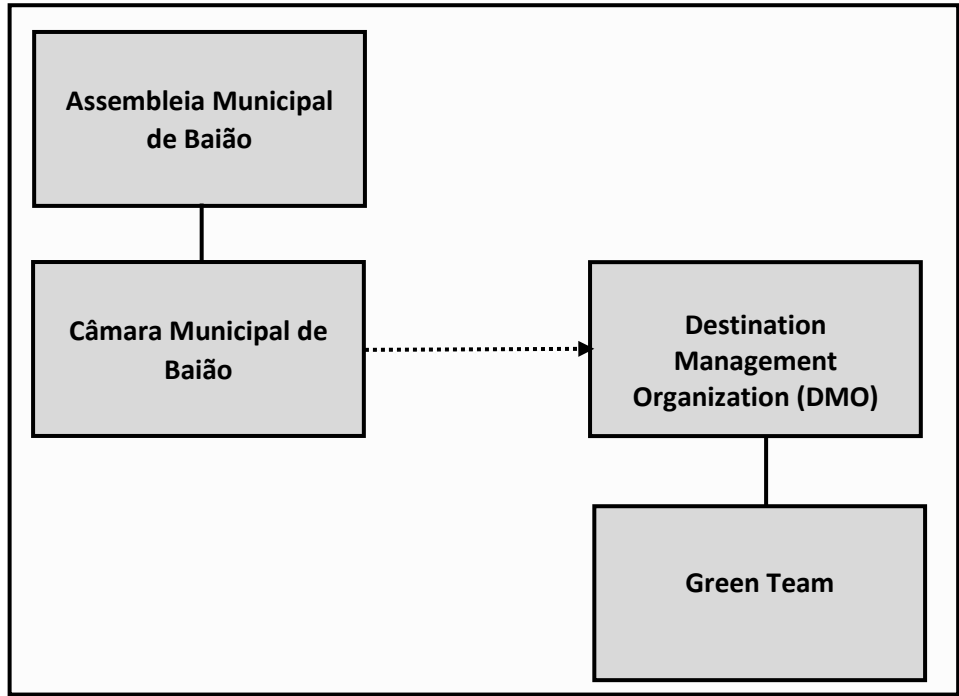 Assembleia Municipal
de Baião
Câmara Municipal de
Baião
Destination
Management
Organization (DMO)
Green Team